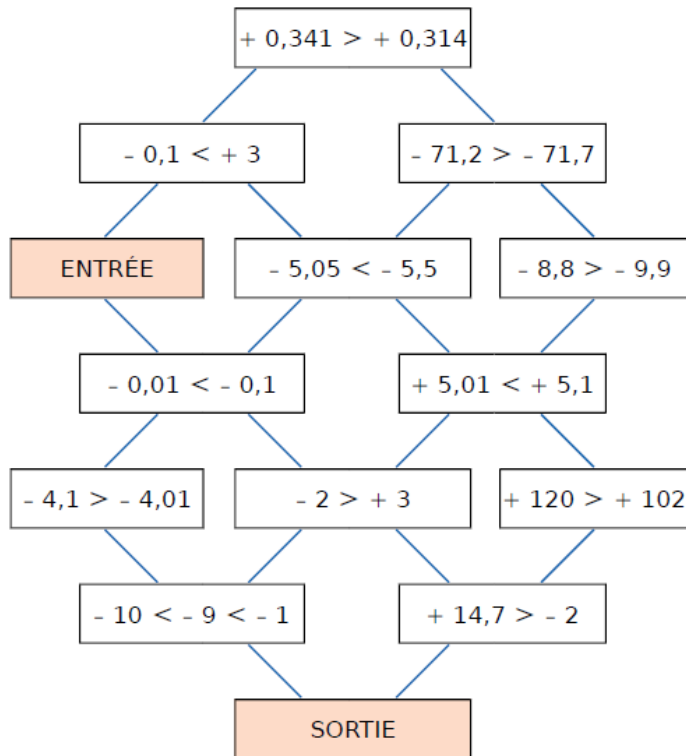 + 0,341 > + 0,314
– 0,1 < + 3
– 71,2 > – 71,7
ENTRÉE
– 5,05 < – 5,5
– 8,8 > – 9,9
– 0,01 < – 0,1
+ 5,01 < + 5,1
– 4,1 > – 4,01
– 2 > + 3
+ 120 > + 102
– 10 < – 9 < – 1
+ 14,7 > – 2
SORTIE